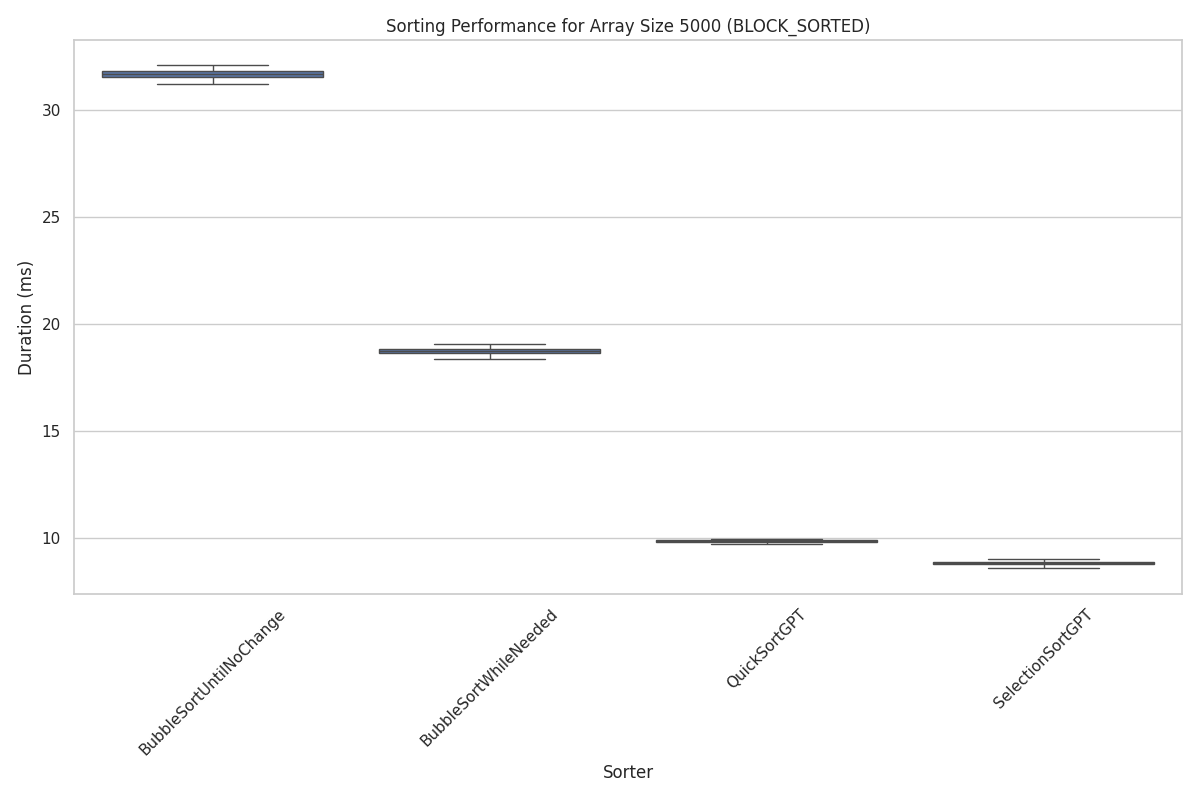 Sorting Performance for Array Size 5000 (BLOCK_SORTED)
Duration (ms)
30
25
20
15
10
BubbleSortUntilNoChange
BubbleSortWhileNeeded
QuickSortGPT
SelectionSortGPT
Sorter